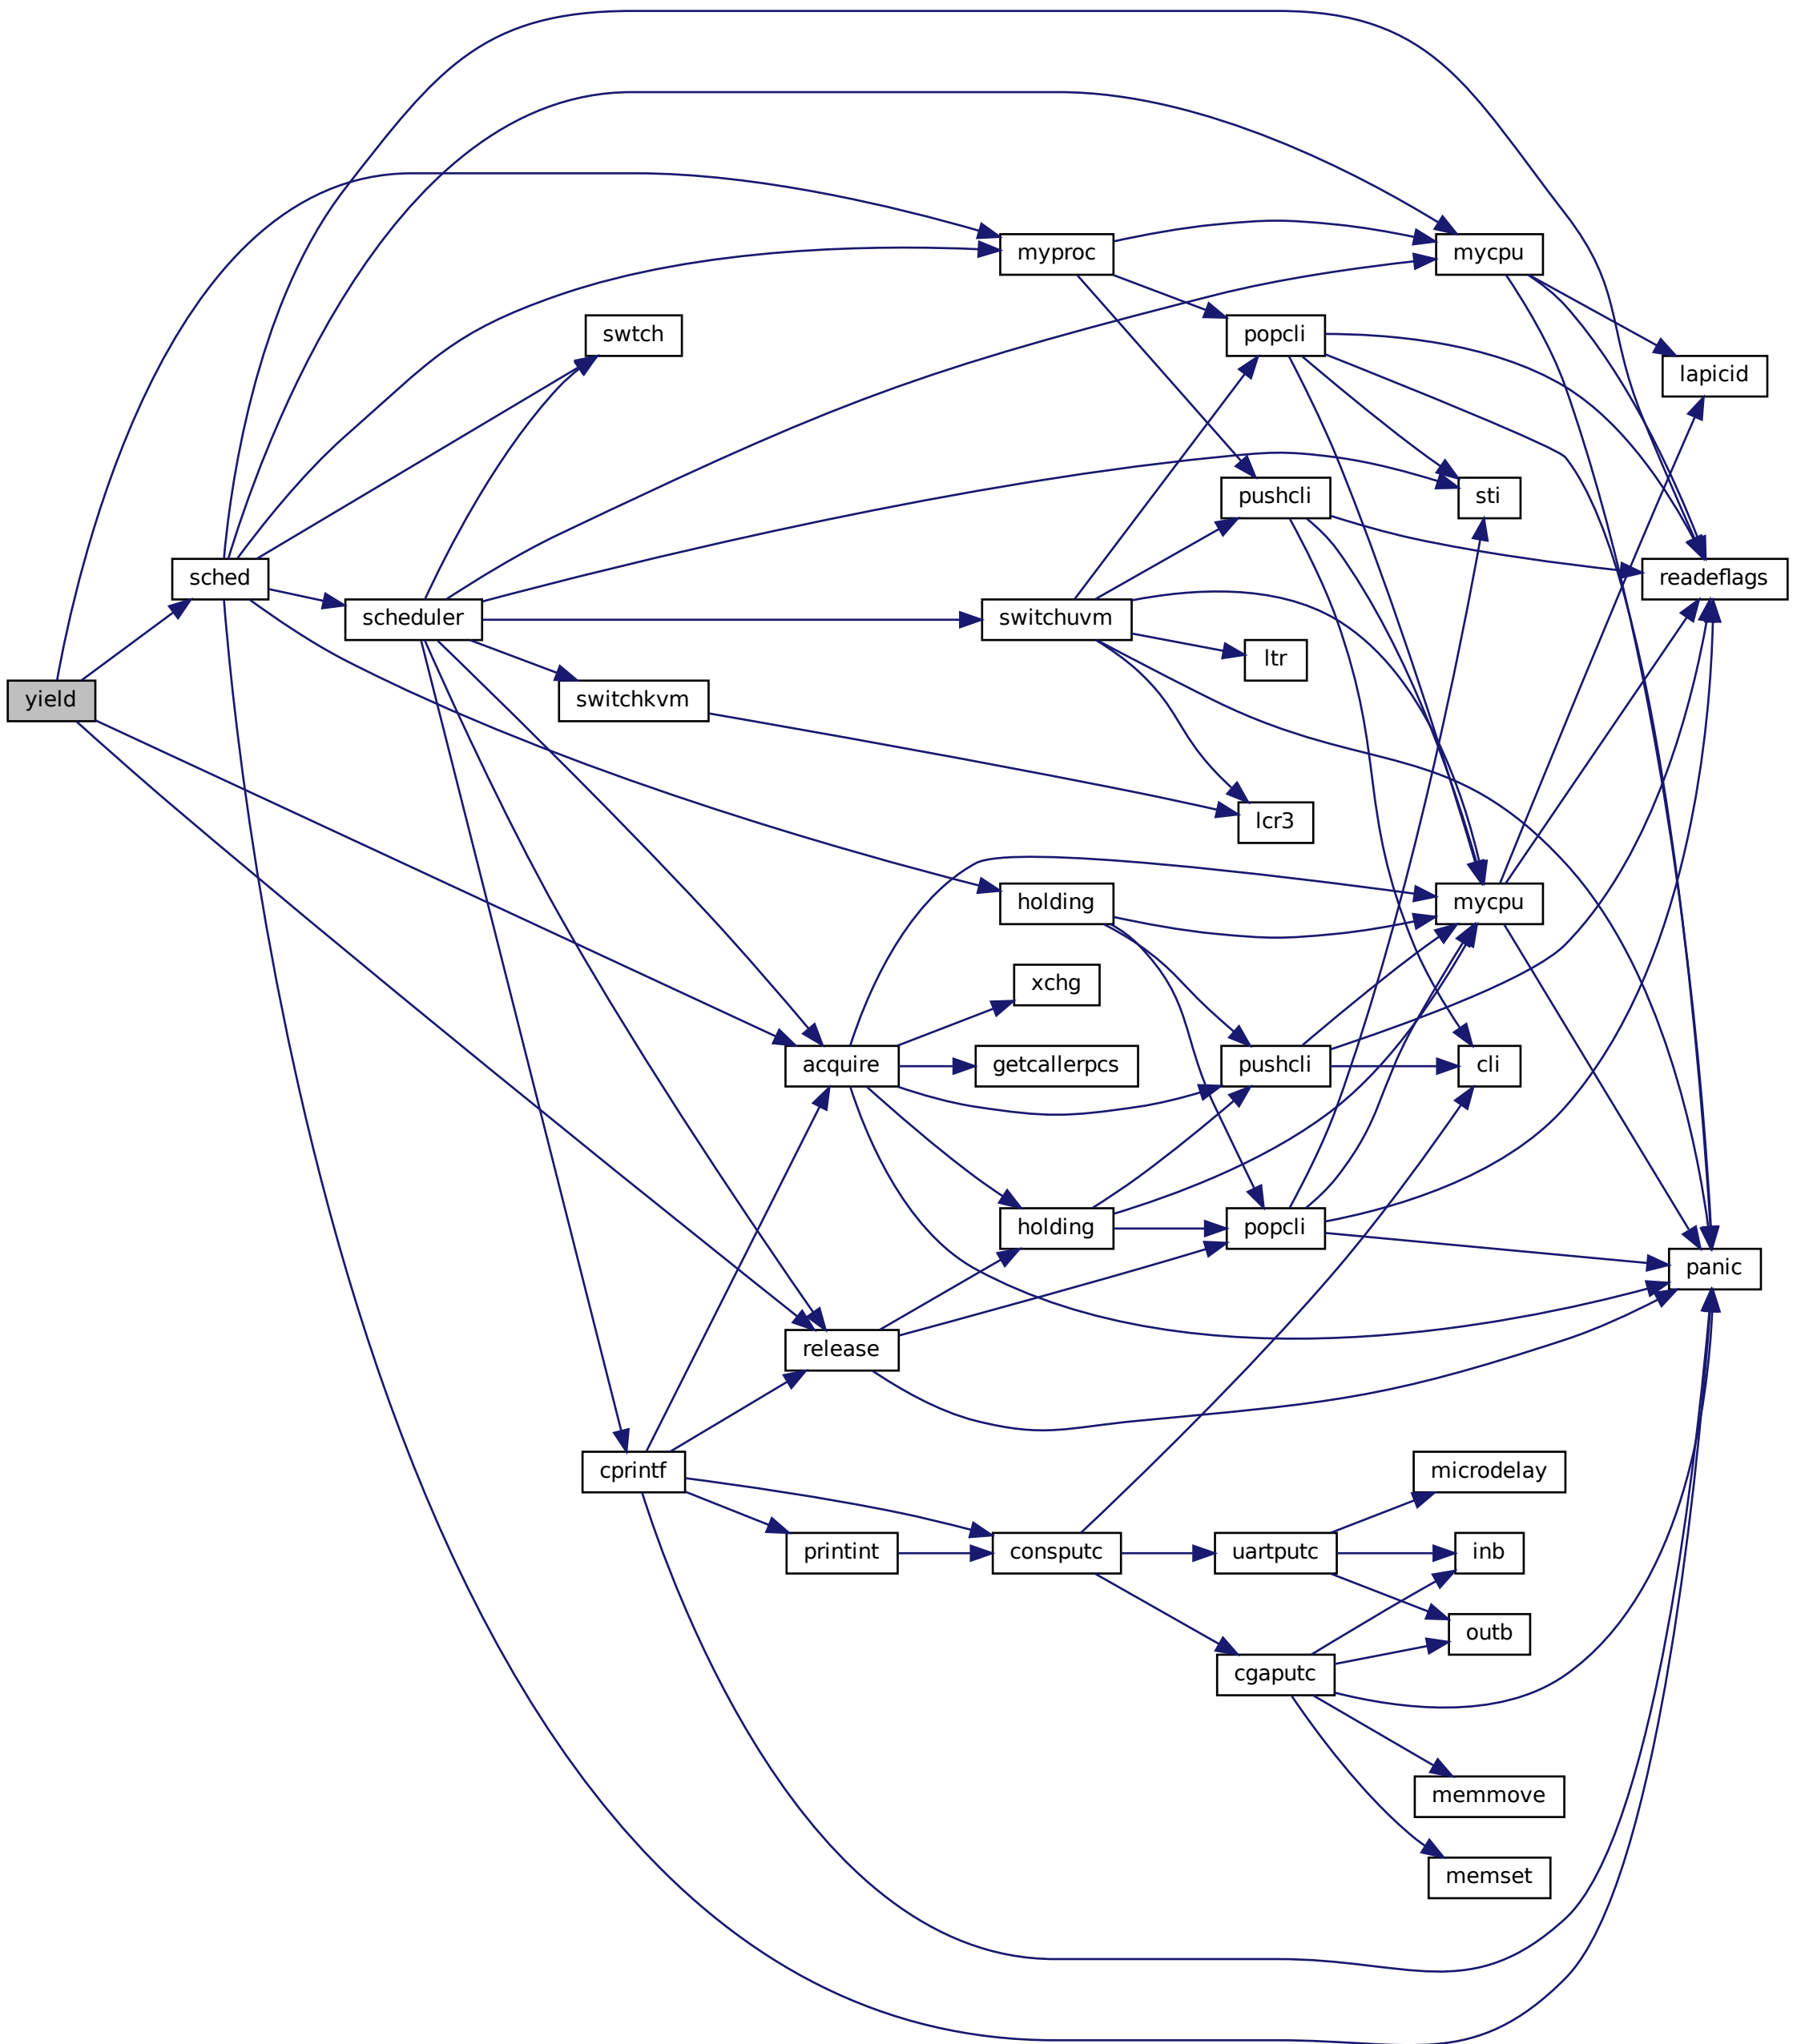 myproc
mycpu
swtch
popcli
lapicid
pushcli
sti
sched
readeflags
scheduler
switchuvm
ltr
yield
switchkvm
lcr3
holding
mycpu
xchg
acquire
getcallerpcs
pushcli
cli
holding
popcli
panic
release
cprintf
microdelay
printint
consputc
uartputc
inb
outb
cgaputc
memmove
memset